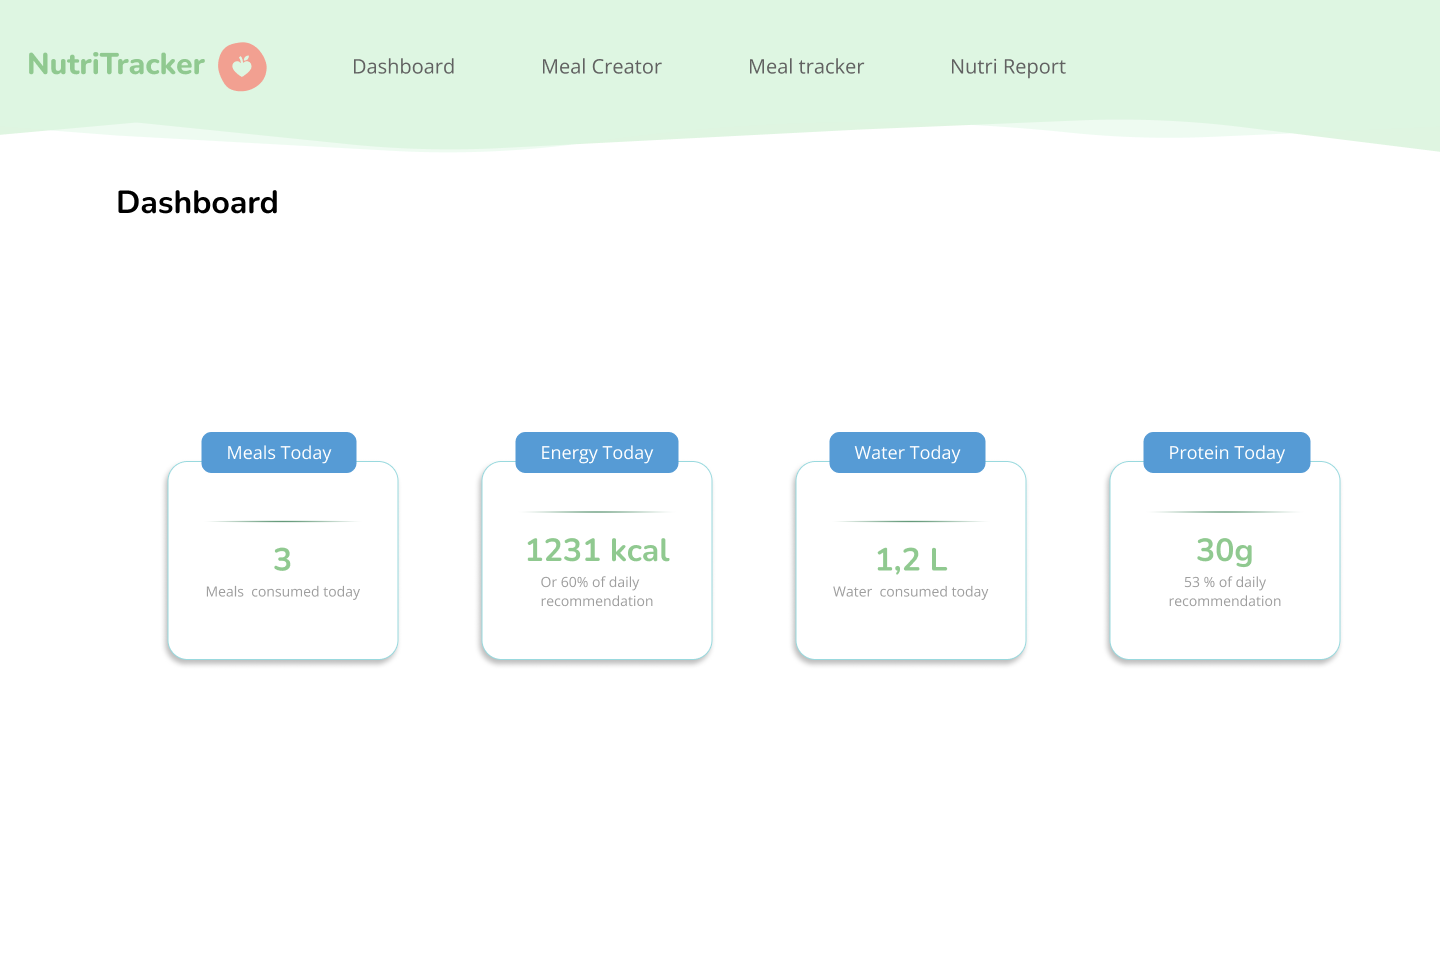 NutriTracker
Dashboard
Meal Creator
Meal tracker
Nutri Report
Dashboard
Meals Today
3
Meals  consumed today
Energy Today
1231 kcal
Or 60% of daily
recommendation
Water Today
1,2 L
Water  consumed today
Protein Today
30g
53 % of daily
recommendation